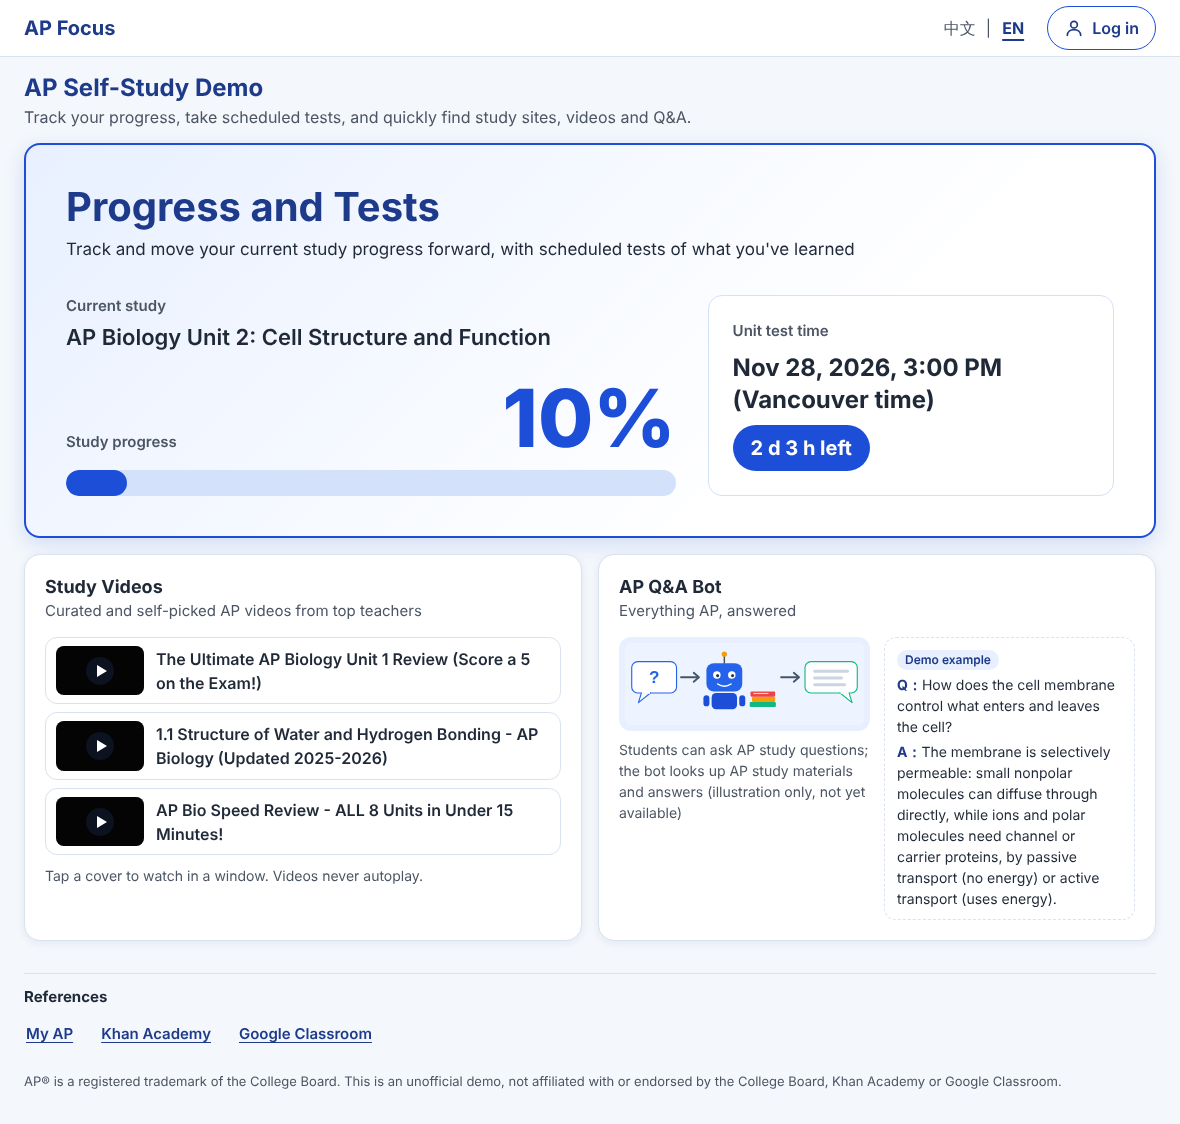 AP Focus
中文 | EN
Log in
AP Self-Study Demo
Track your progress, take scheduled tests, and quickly find study sites, videos and Q&A.
Progress and Tests
Track and move your current study progress forward, with scheduled tests of what you've learned
Current study
AP Biology Unit 2: Cell Structure and Function
Study progress
10%
Unit test time
Nov 28, 2026, 3:00 PM
(Vancouver time)
2 d 3 h left
Study Videos
Curated and self-picked AP videos from top teachers
The Ultimate AP Biology Unit 1 Review (Score a 5
on the Exam!)
1.1 Structure of Water and Hydrogen Bonding - AP
Biology (Updated 2025-2026)
AP Bio Speed Review - ALL 8 Units in Under 15
Minutes!
Tap a cover to watch in a window. Videos never autoplay.
AP Q&A Bot
Everything AP, answered
?
Students can ask AP study questions;
the bot looks up AP study materials
and answers (illustration only, not yet
available)
Demo example
Q：How does the cell membrane
control what enters and leaves
the cell?
A：The membrane is selectively
permeable: small nonpolar
molecules can diffuse through
directly, while ions and polar
molecules need channel or
carrier proteins, by passive
transport (no energy) or active
transport (uses energy).
References
My AP
Khan Academy
Google Classroom
AP® is a registered trademark of the College Board. This is an unofficial demo, not affiliated with or endorsed by the College Board, Khan Academy or Google Classroom.